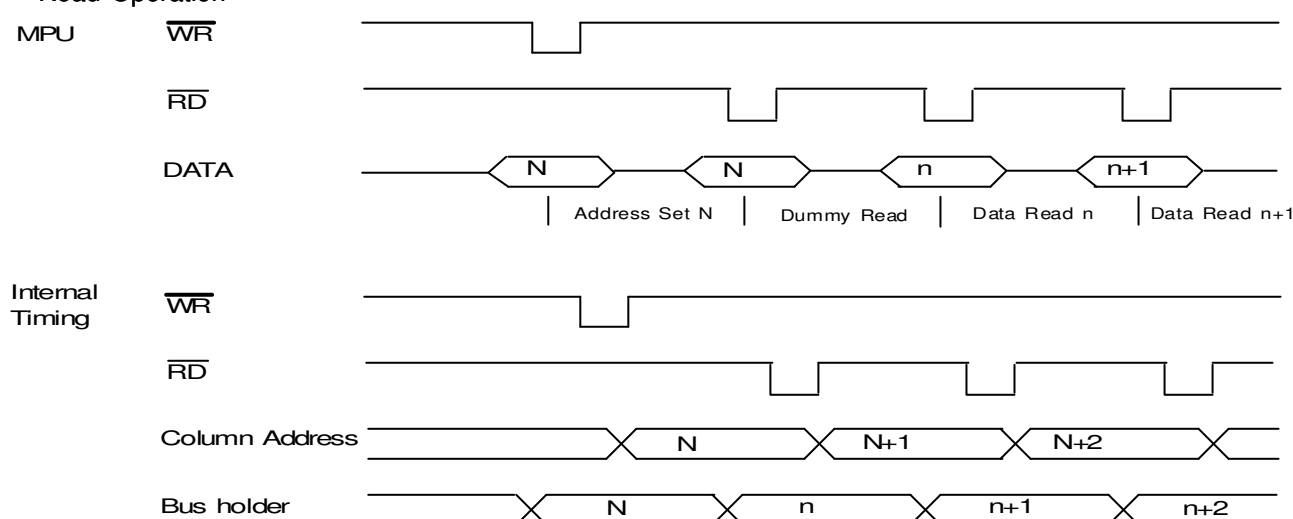 Read Operation
MPU WR
RD
DATA N N n n+1
Address Set N Dummy Read Data Read n Data Read n+1
Internal
Timing WR
RD
Column Address N N+1 N+2
Bus holder N n n+1 n+2